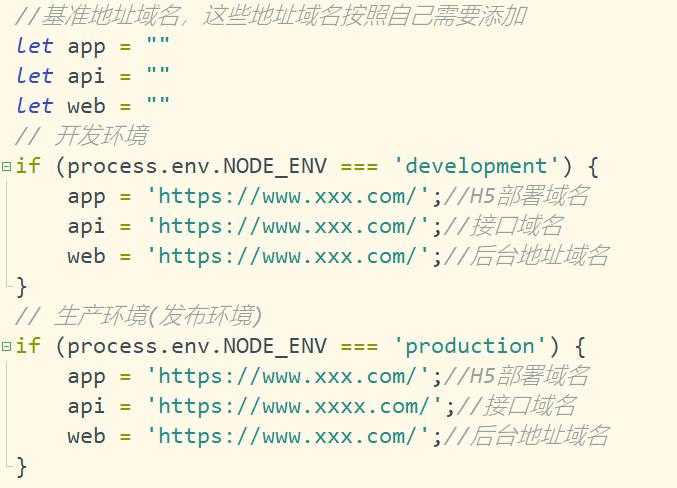 //基准地址域名，这些地址域名按照自己需要添加
let app = ""
let api = ""
let web = ""
// 开发环境
if (process.env.NODE_ENV === 'development') {
    app = 'https://www.xxx.com/';//H5部署域名
    api = 'https://www.xxx.com/';//接口域名
    web = 'https://www.xxx.com/';//后台地址域名
}
// 生产环境(发布环境)
if (process.env.NODE_ENV === 'production') {
    app = 'https://www.xxx.com/';//H5部署域名
    api = 'https://www.xxxx.com/';//接口域名
    web = 'https://www.xxx.com/';//后台地址域名
}